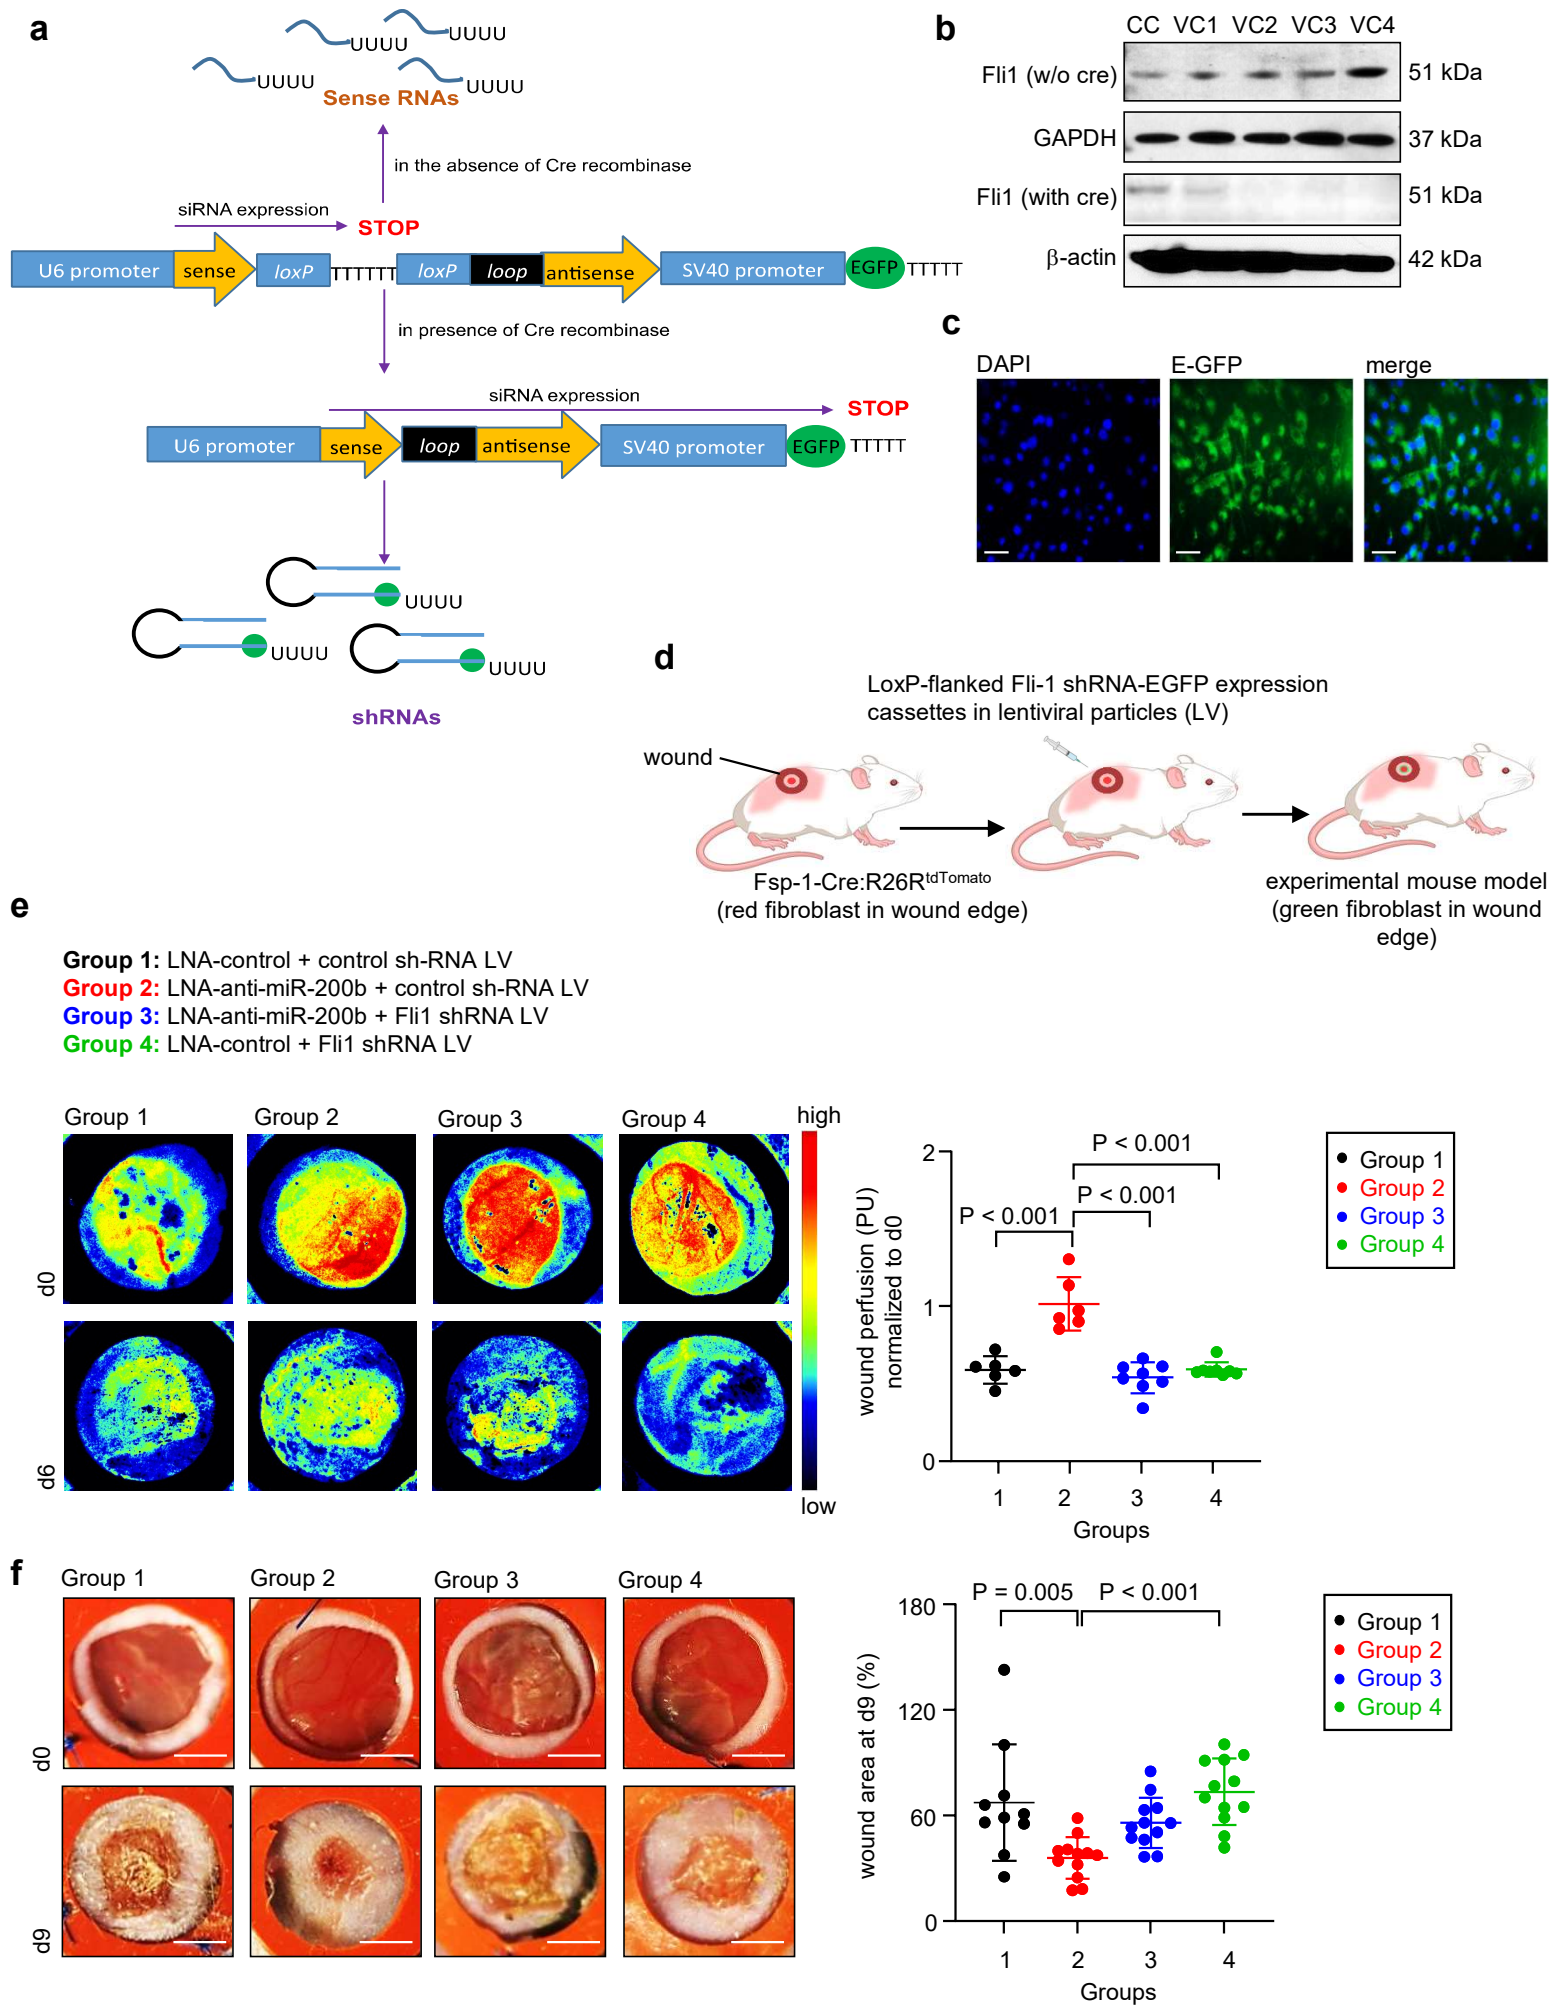 a
UUUU
UUUU
UUUU
UUUU
Sense RNAs
in the absence of Cre recombinase
siRNA expression
STOP
U6 promoter sense loxP TTTTTT loxP loop antisense SV40 promoter EGFP TTTTT
in presence of Cre recombinase
siRNA expression
STOP
U6 promoter sense loop antisense SV40 promoter EGFP TTTTT
UUUU
UUUU
UUUU
shRNAs
b
CC VC1 VC2 VC3 VC4
Fli1 (w/o cre) 51 kDa
GAPDH 37 kDa
Fli1 (with cre) 51 kDa
β-actin 42 kDa
c
DAPI E-GFP merge
d
LoxP-flanked Fli-1 shRNA-EGFP expression
cassettes in lentiviral particles (LV)
wound
Fsp-1-Cre:R26RtdTomato
(red fibroblast in wound edge)
experimental mouse model
(green fibroblast in wound
edge)
e
Group 1: LNA-control + control sh-RNA LV
Group 2: LNA-anti-miR-200b + control sh-RNA LV
Group 3: LNA-anti-miR-200b + Fli1 shRNA LV
Group 4: LNA-control + Fli1 shRNA LV
Group 1 Group 2 Group 3 Group 4
high
low
d0
d6
wound perfusion (PU)
normalized to d0
2
1
0
P < 0.001
P < 0.001
P < 0.001
1 2 3 4
Groups
Group 1
Group 2
Group 3
Group 4
f
Group 1 Group 2 Group 3 Group 4
d0
d9
wound area at d9 (%)
180
120
60
0
P = 0.005 P < 0.001
1 2 3 4
Groups
Group 1
Group 2
Group 3
Group 4